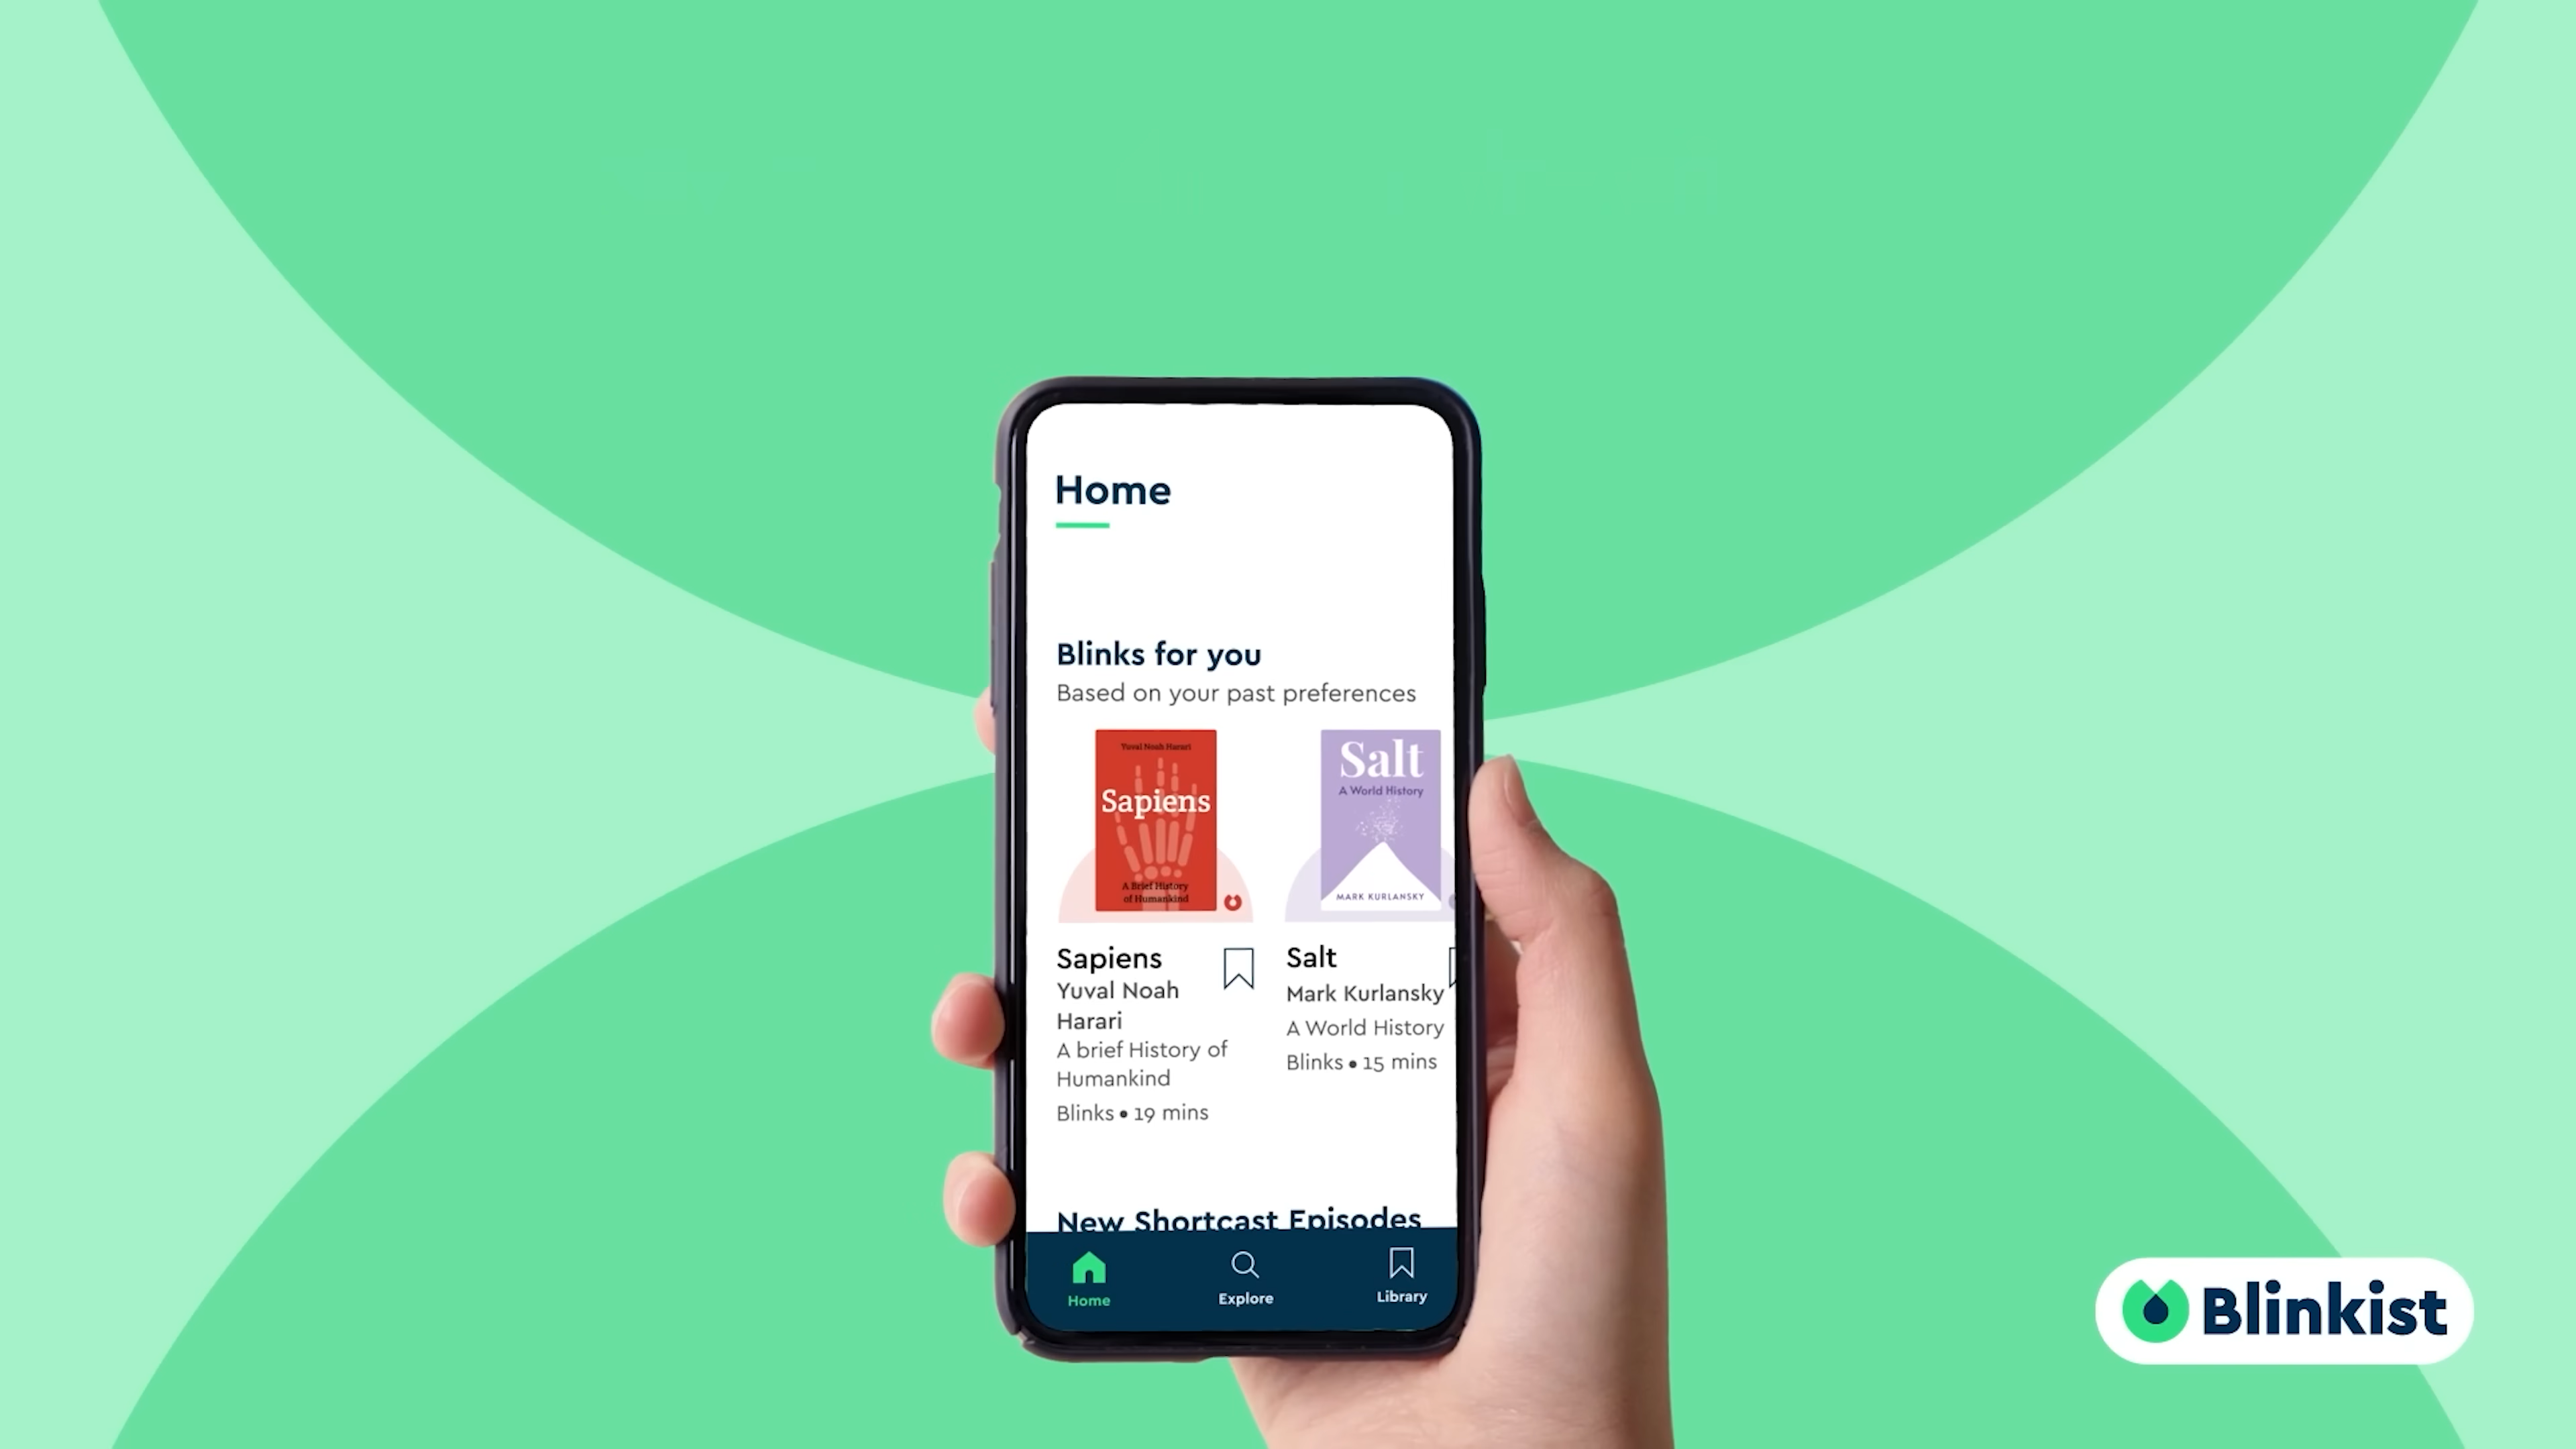 Home
Blinks for you
Based on your past preferences
Yuval Noah Harari
Sapiens
A Brief History
of Humankind
Salt
A World History
MARK KURLANSKY
Sapiens
Yuval Noah
Harari
A brief History of
Humankind
Blinks • 19 mins
Salt
Mark Kurlansky
A World History
Blinks • 15 mins
New Shortcast Episodes
Home
Explore
Library
Blinkist